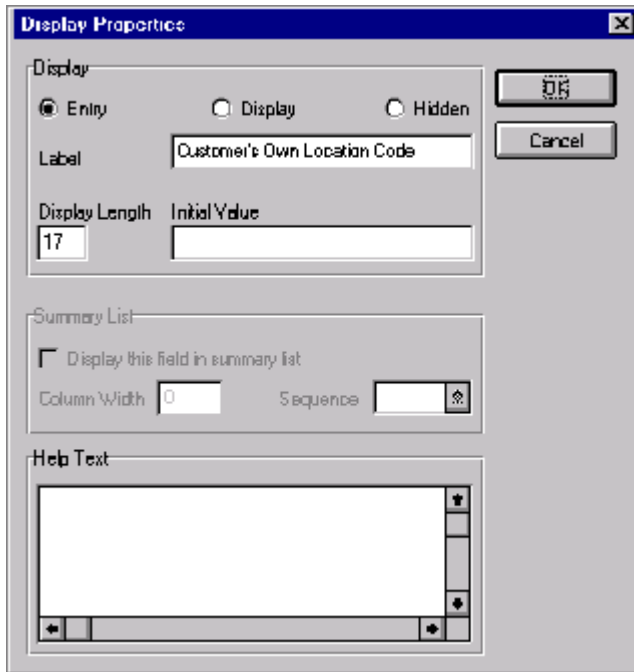 Display Properties
Display
Entry Display Hidden
OK
Label Customer's Own Location Code
Cancel
Display Length Initial Value
17
Summary List
Display this field in summary list
Column Width 0 Sequence
Help Text